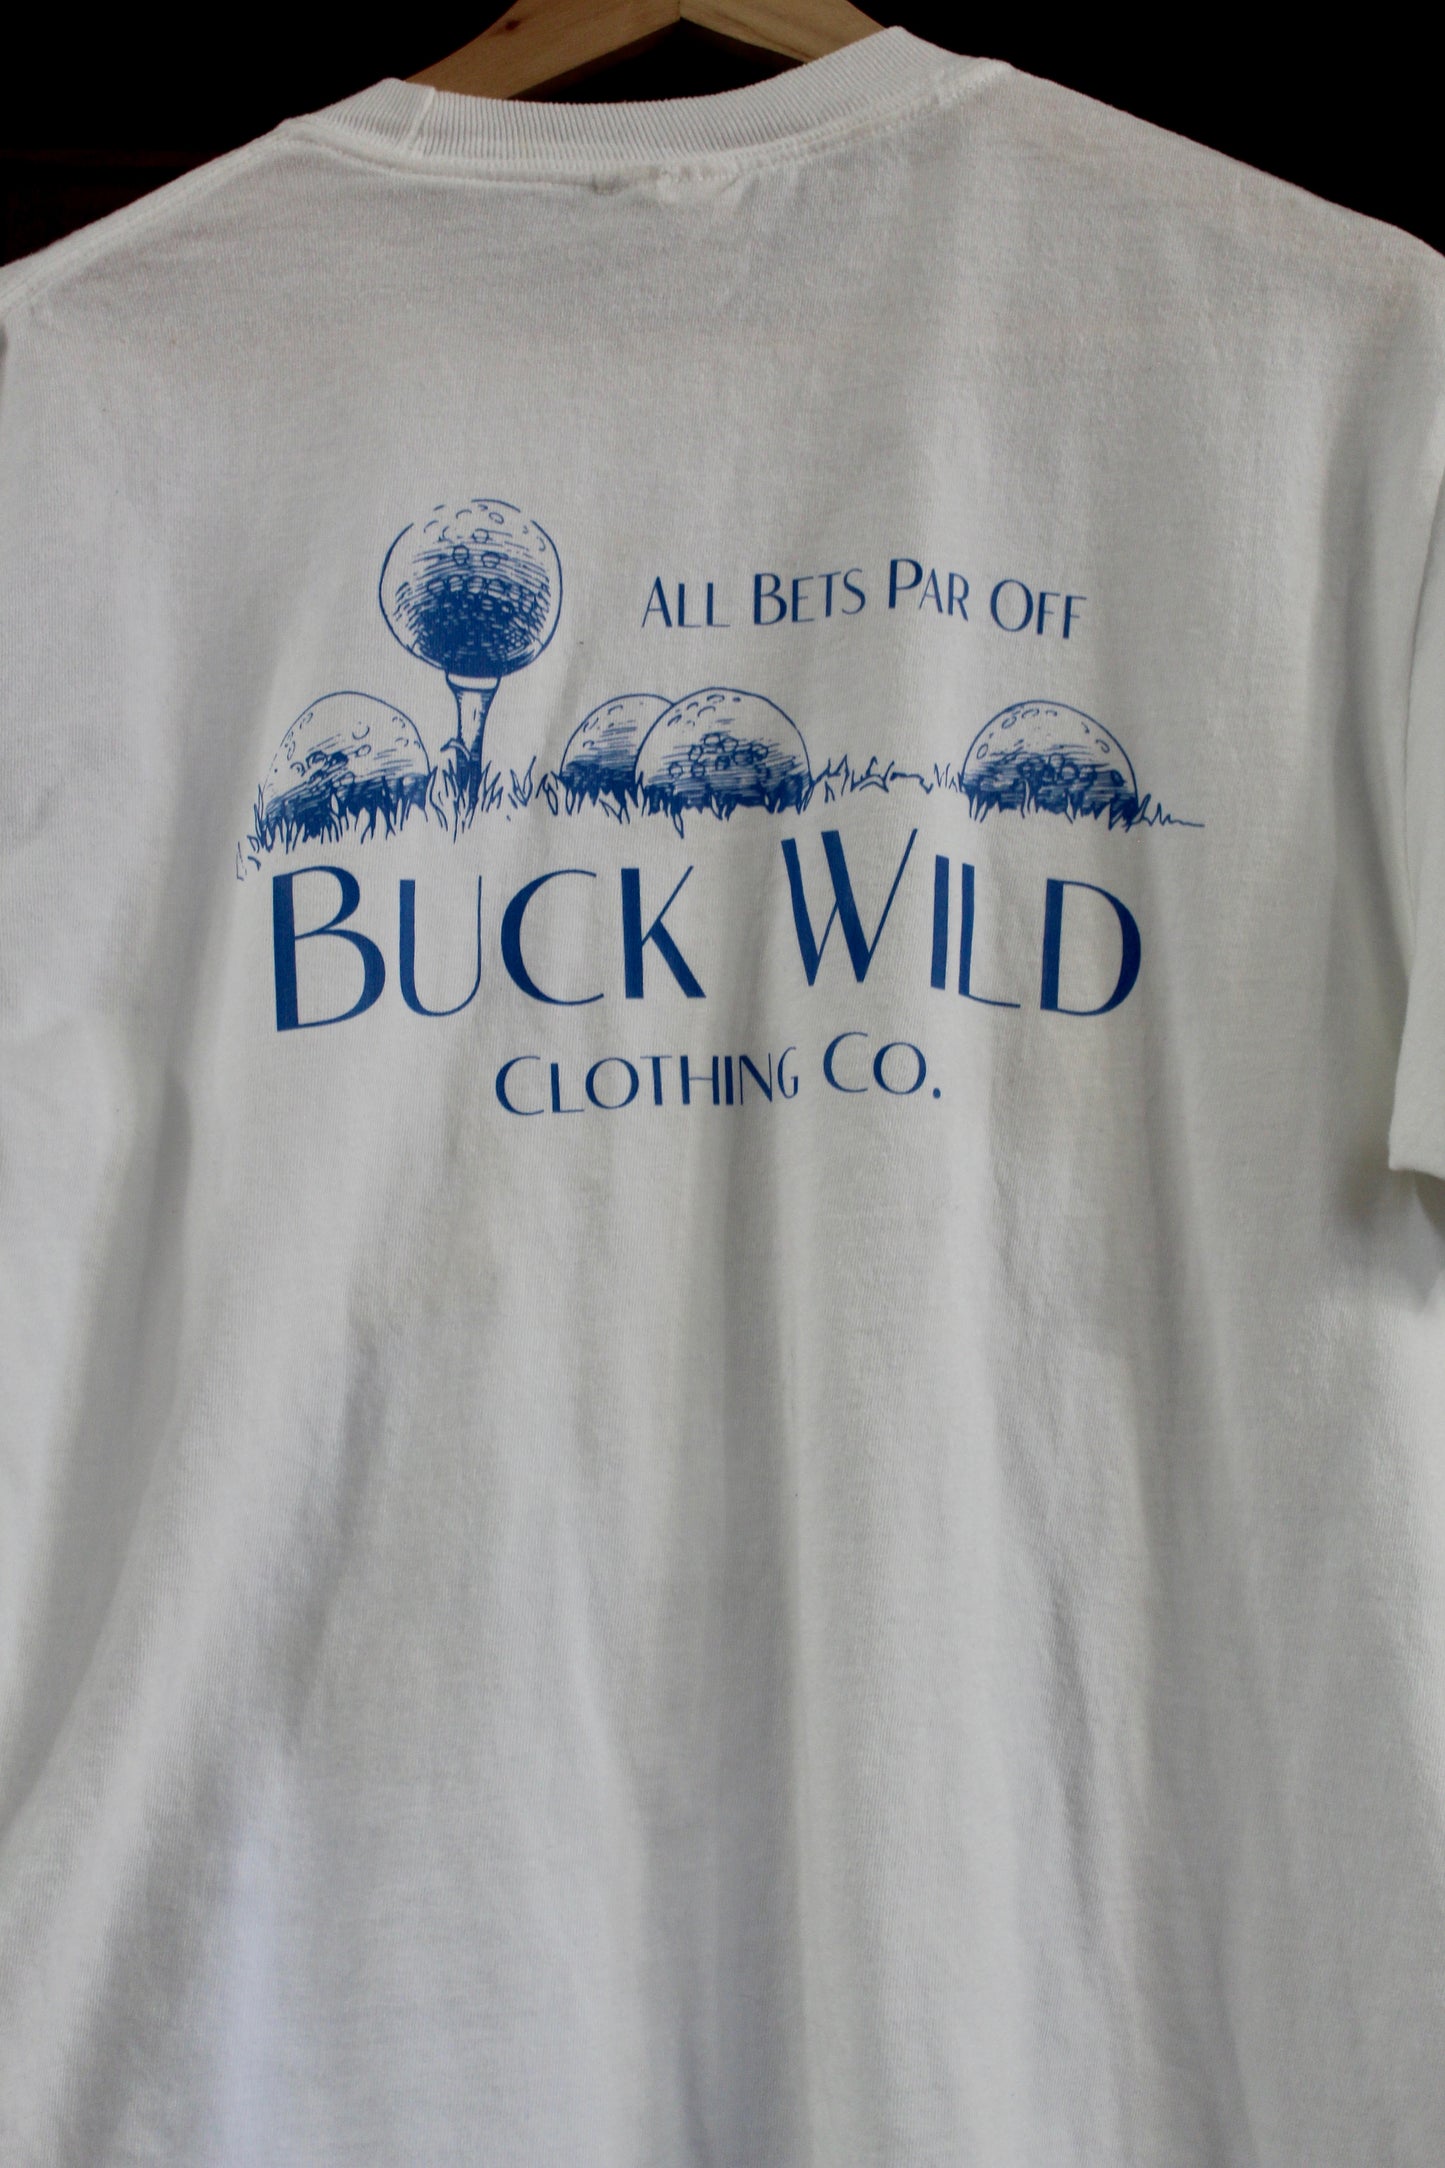 All Bets Par Off
Buck Wild
Clothing Co.